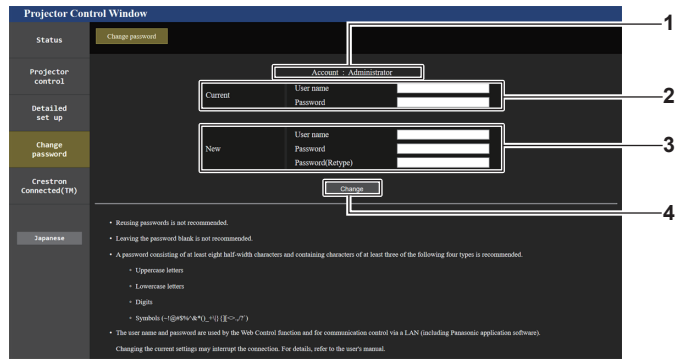 Projector Control Window
1
Status
Change password
Projector
control
Account : Administrator
Current
User name
Password
2
Detailed
set up
Change
password
New
User name
Password
Password(Retype)
3
Crestron
Connected(TM)
Change
4
Japanese
• Reusing passwords is not recommended.
• Leaving the password blank is not recommended.
• A password consisting of at least eight half-width characters and containing characters of at least three of the following four types is recommended.
Uppercase letters
Lowercase letters
Digits
Symbols
• The user name and password are used by the Web Control function and for communication control via a LAN (including Panasonic application software).
Changing the current settings may interrupt the connection. For details, refer to the user's manual.